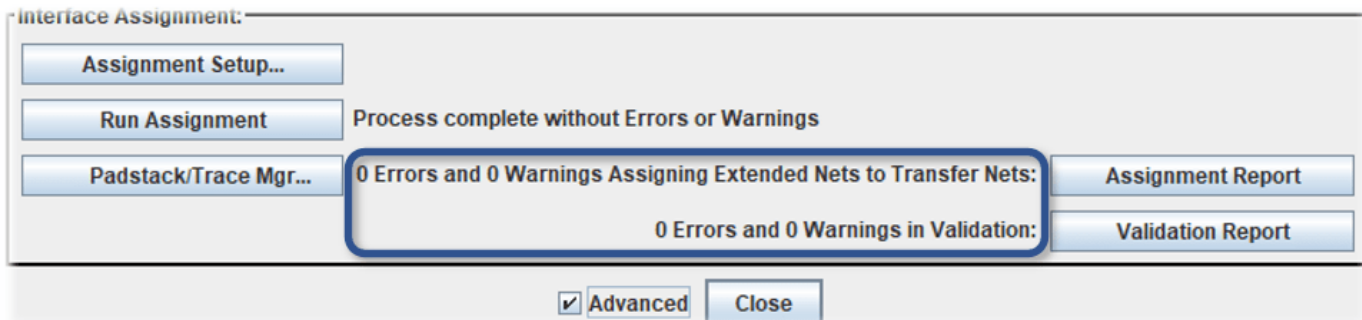 Interface Assignment:
Assignment Setup...
Run Assignment Process complete without Errors or Warnings
Padstack/Trace Mgr... 0 Errors and 0 Warnings Assigning Extended Nets to Transfer Nets: Assignment Report
0 Errors and 0 Warnings in Validation: Validation Report
Advanced Close